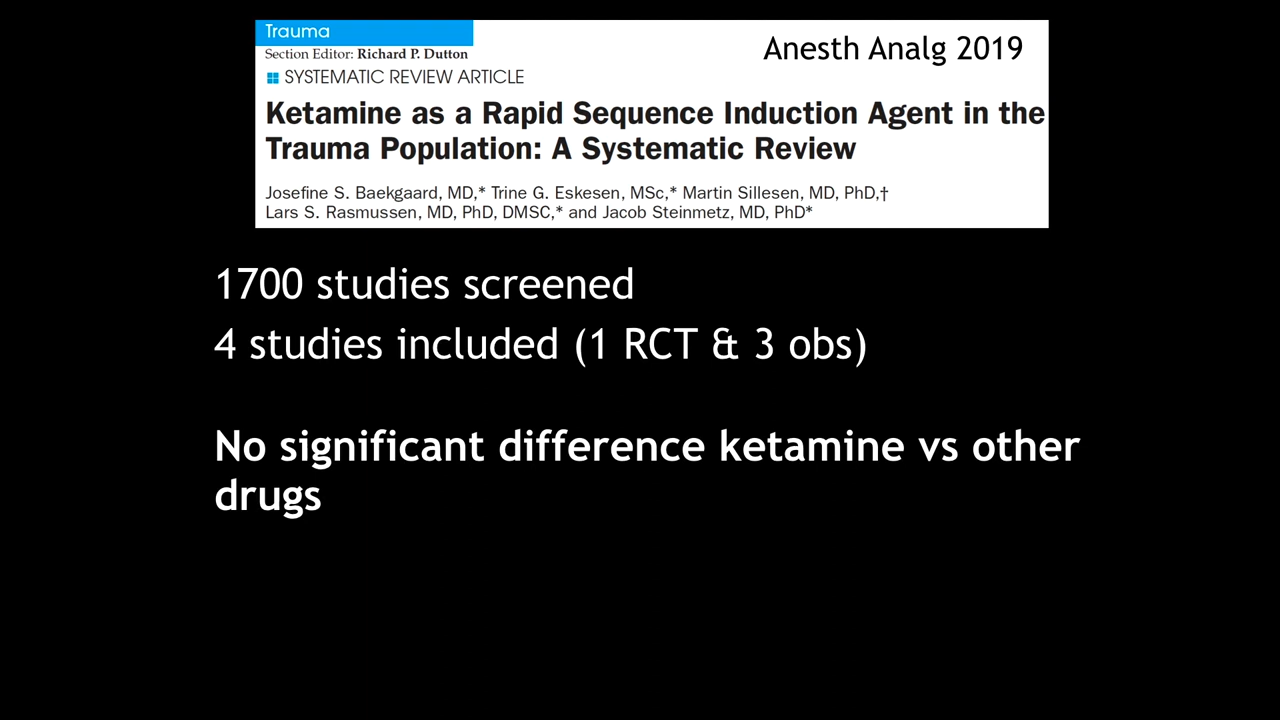 Trauma
Section Editor: Richard P. Dutton
Anesth Analg 2019
SYSTEMATIC REVIEW ARTICLE
Ketamine as a Rapid Sequence Induction Agent in the
Trauma Population: A Systematic Review
Josefine S. Baekgaard, MD,* Trine G. Eskesen, MSc,* Martin Sillesen, MD, PhD,†
Lars S. Rasmussen, MD, PhD, DMSC,* and Jacob Steinmetz, MD, PhD*
1700 studies screened
4 studies included (1 RCT & 3 obs)
No significant difference ketamine vs other
drugs